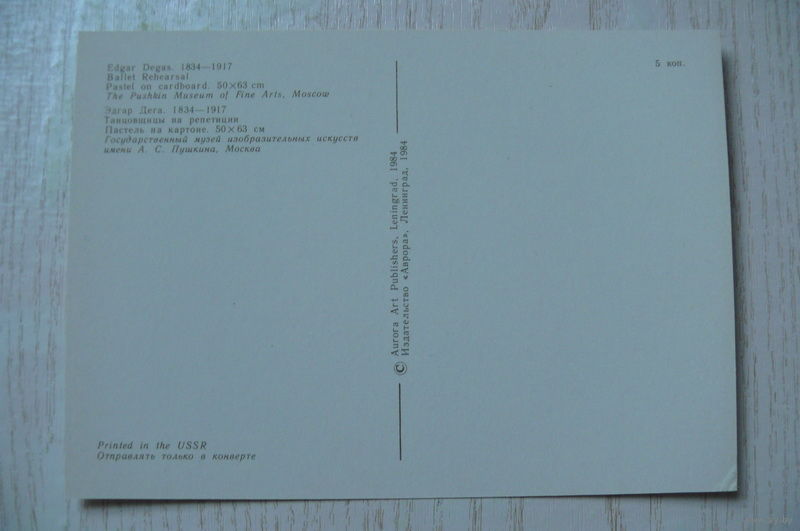 Edgar Degas. 1834—1917
Ballet Rehearsal
Pastel on cardboard. 50×63 cm
The Pushkin Museum of Fine Arts, Moscow
Эдгар Дега. 1834—1917
Танцовщицы на репетиции
Пастель на картоне. 50×63 см
Государственный музей изобразительных искусств
имени А. С. Пушкина, Москва
5 коп.
© Aurora Art Publishers, Leningrad, 1984
Издательство «Аврора», Ленинград, 1984
Printed in the USSR
Отправлять только в конверте